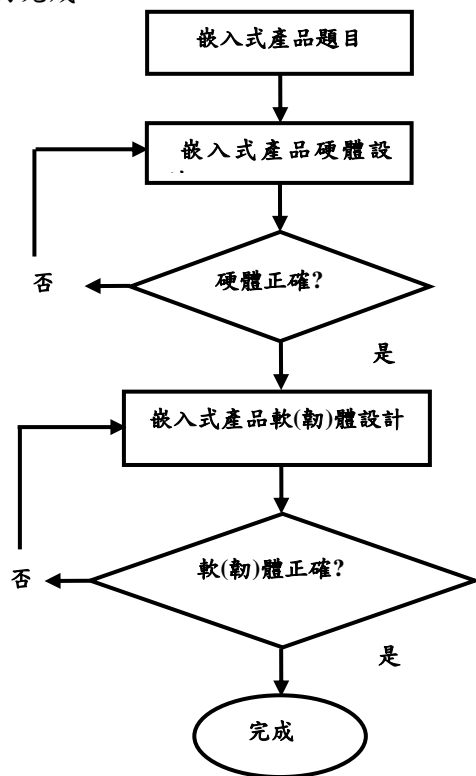 嵌入式產品題目
嵌入式產品硬體設
硬體正確?
否
是
嵌入式產品軟(韌)體設計
軟(韌)體正確?
否
是
完成